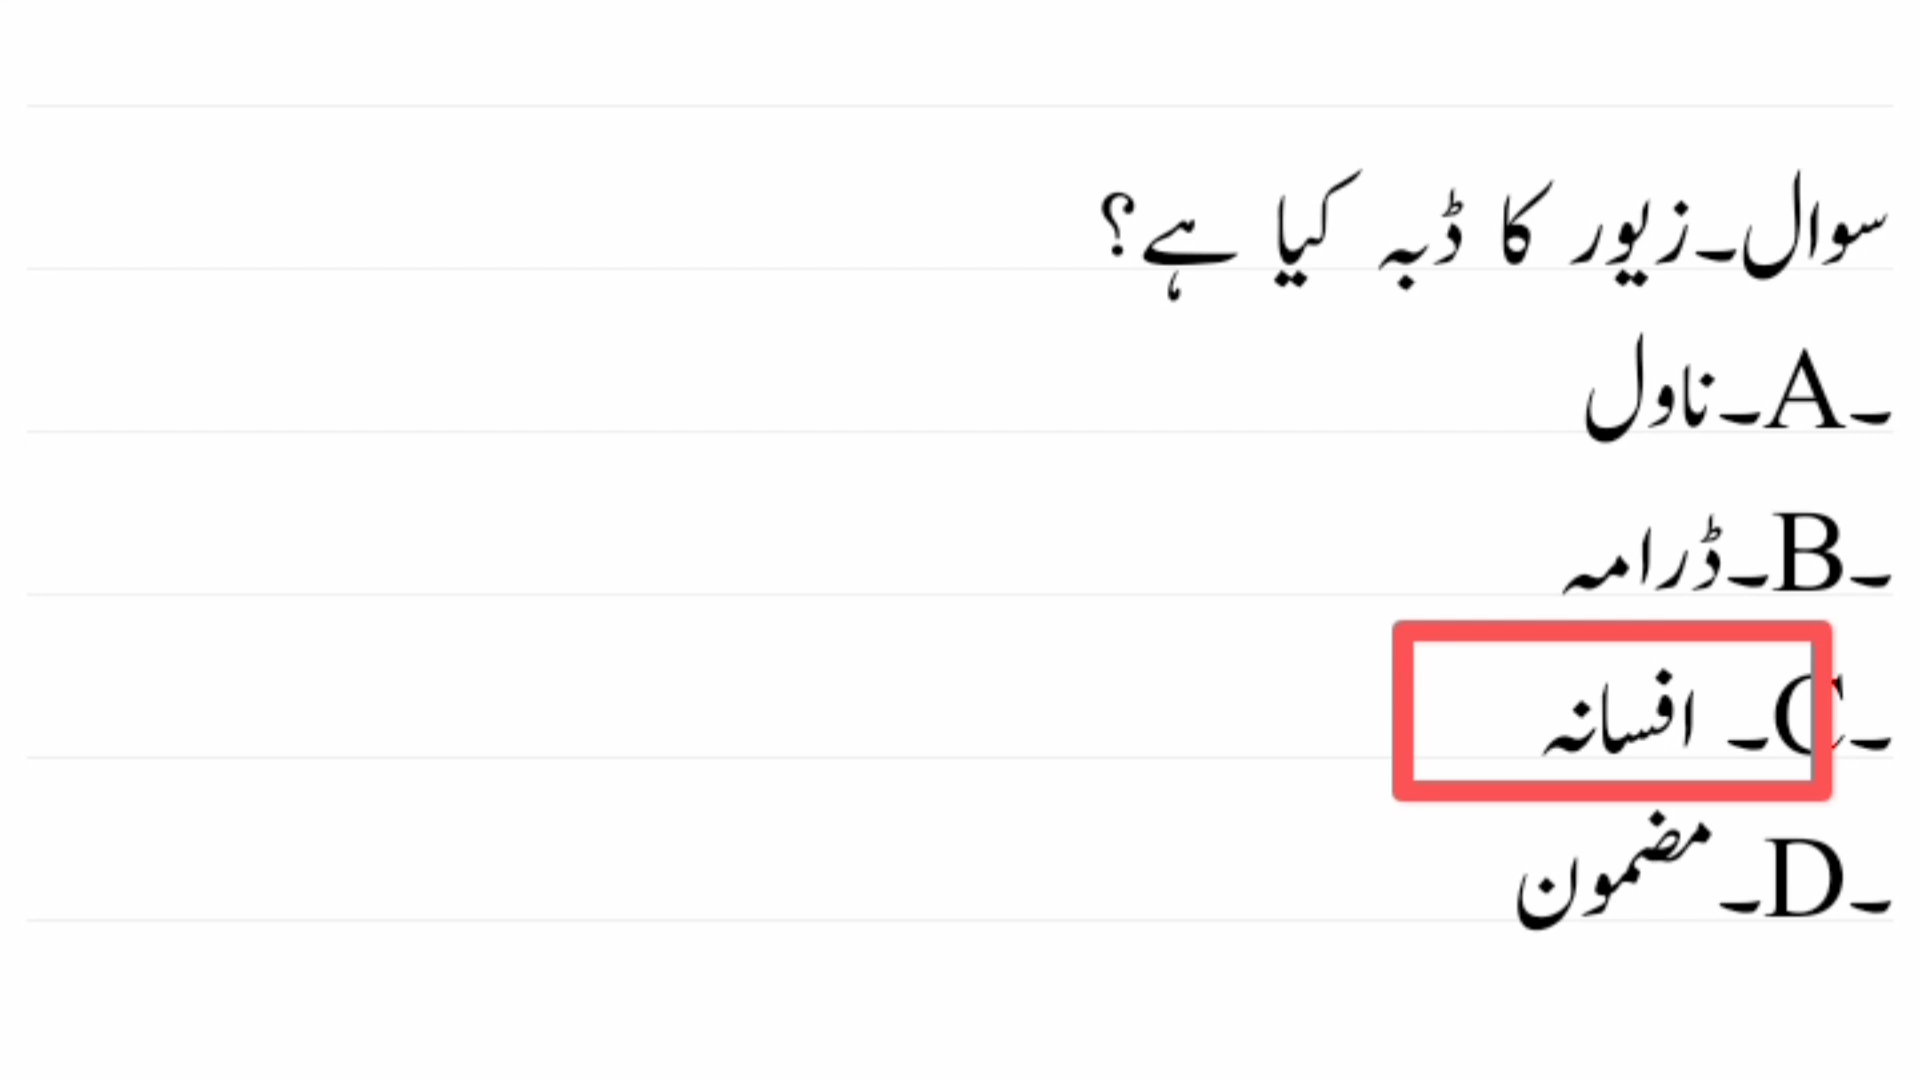 سوال۔زیور کا ڈبہ کیا ہے؟
۔A۔ناول
۔B۔ڈرامہ
۔C۔ افسانہ
۔D۔ مضمون